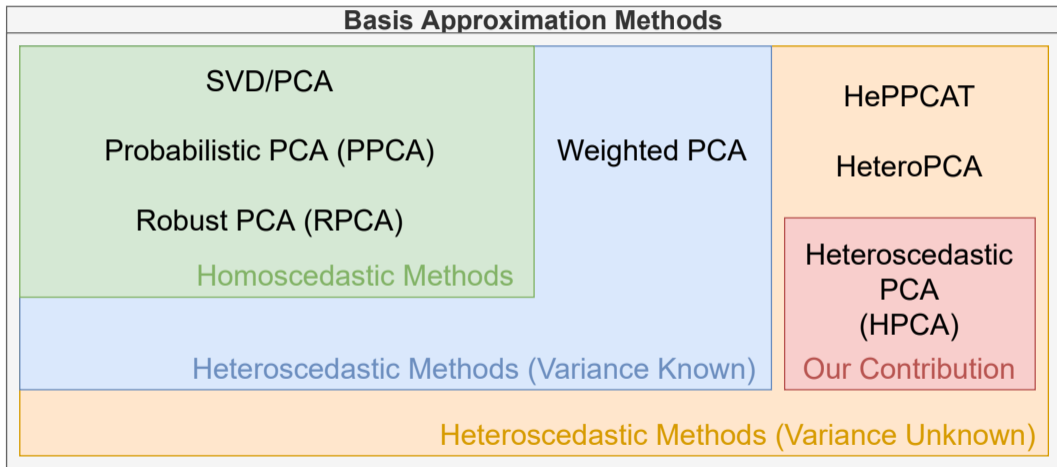 Basis Approximation Methods
SVD/PCA
Probabilistic PCA (PPCA)
Robust PCA (RPCA)
Homoscedastic Methods
Weighted PCA
Heteroscedastic Methods (Variance Known)
HePPCAT
HeteroPCA
Heteroscedastic
PCA
(HPCA)
Our Contribution
Heteroscedastic Methods (Variance Unknown)